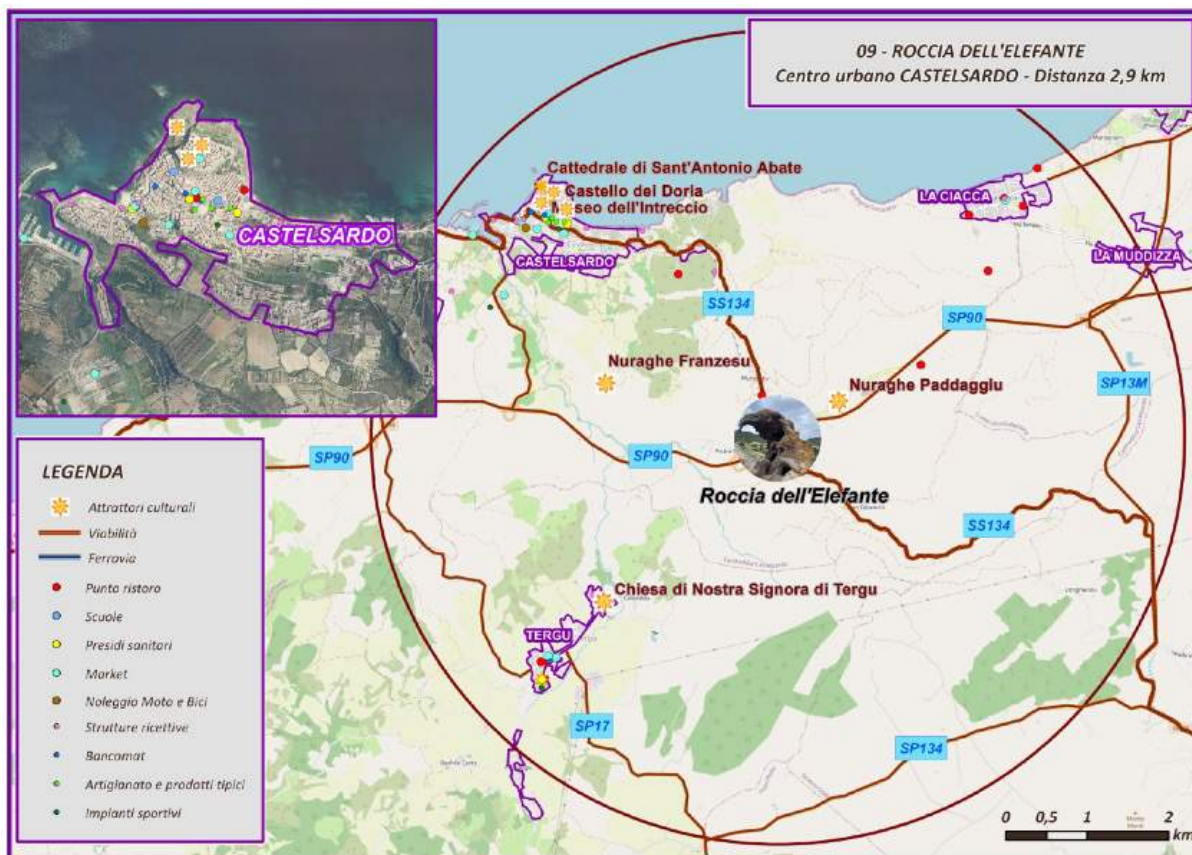 09 - ROCCIA DELL'ELEFANTE
Centro urbano CASTELSARDO - Distanza 2,9 km
CASTELSARDO
Cattedrale di Sant'Antonio Abate
Castello dei Doria
Museo dell'Intreccio
CASTELSARDO
LA CIACCA
LA MUDDIZZA
SS134
SP90
SP13M
Nuraghe Franzesu
Nuraghe Paddaggiu
SP90
SP90
Roccia dell'Elefante
SS134
Chiesa di Nostra Signora di Tergu
TERGU
SP17
SP134
LEGENDA
Attrattori culturali
Viabilità
Ferrovia
Punto ristoro
Scuole
Presidi sanitari
Market
Noleggio Moto e Bici
Strutture ricettive
Bancomat
Artigianato e prodotti tipici
Impianti sportivi
0 0,5 1 2
km